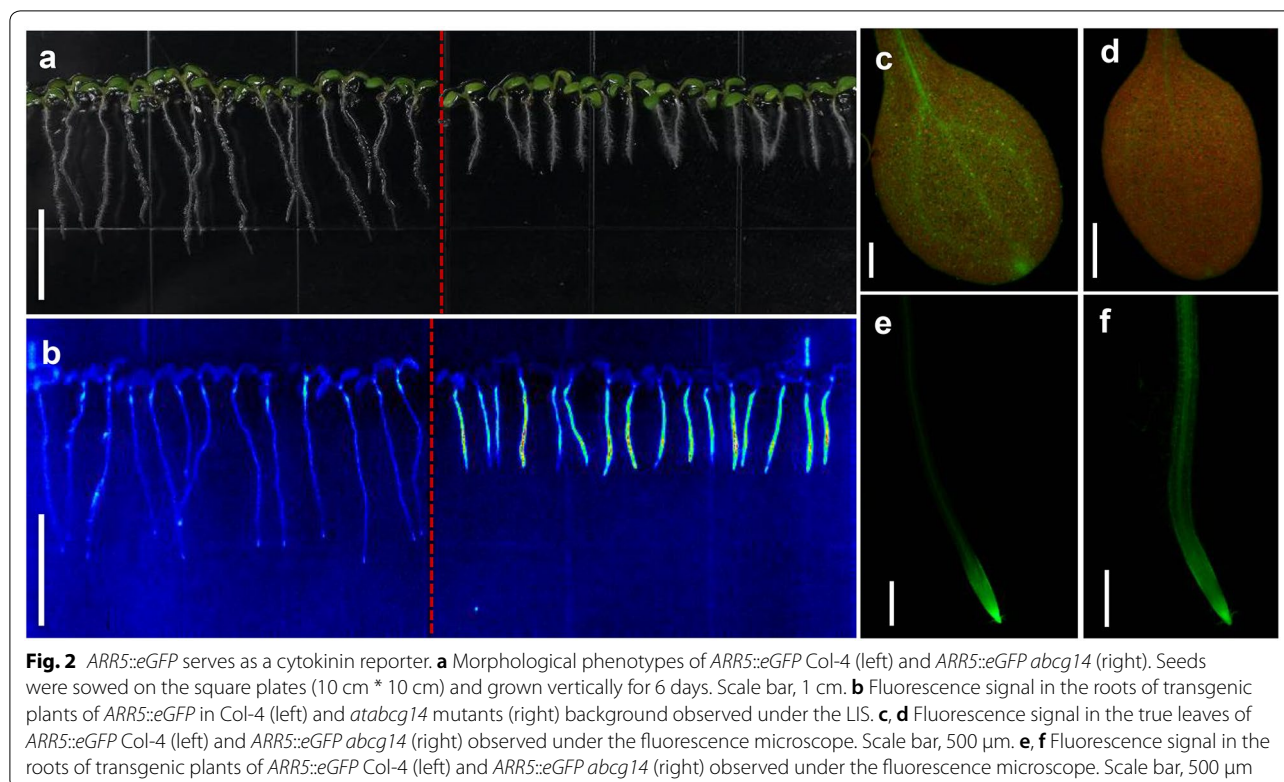 a
b
c
d
e
f
Fig. 2 ARR5::eGFP serves as a cytokinin reporter. a Morphological phenotypes of ARR5::eGFP Col-4 (left) and ARR5::eGFP abcg14 (right). Seeds
were sowed on the square plates (10 cm * 10 cm) and grown vertically for 6 days. Scale bar, 1 cm. b Fluorescence signal in the roots of transgenic
plants of ARR5::eGFP in Col-4 (left) and atabcg14 mutants (right) background observed under the LIS. c, d Fluorescence signal in the true leaves of
ARR5::eGFP Col-4 (left) and ARR5::eGFP abcg14 (right) observed under the fluorescence microscope. Scale bar, 500 μm. e, f Fluorescence signal in the
roots of transgenic plants of ARR5::eGFP Col-4 (left) and ARR5::eGFP abcg14 (right) observed under the fluorescence microscope. Scale bar, 500 μm